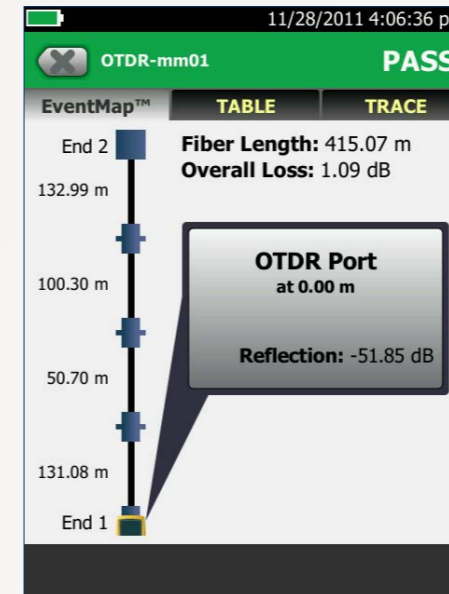 11/28/2011 4:06:36 p
OTDR-mm01
PASS
EventMap™ TABLE TRACE
End 2
Fiber Length: 415.07 m
Overall Loss: 1.09 dB
132.99 m
OTDR Port
at 0.00 m
100.30 m
Reflection: -51.85 dB
50.70 m
131.08 m
End 1